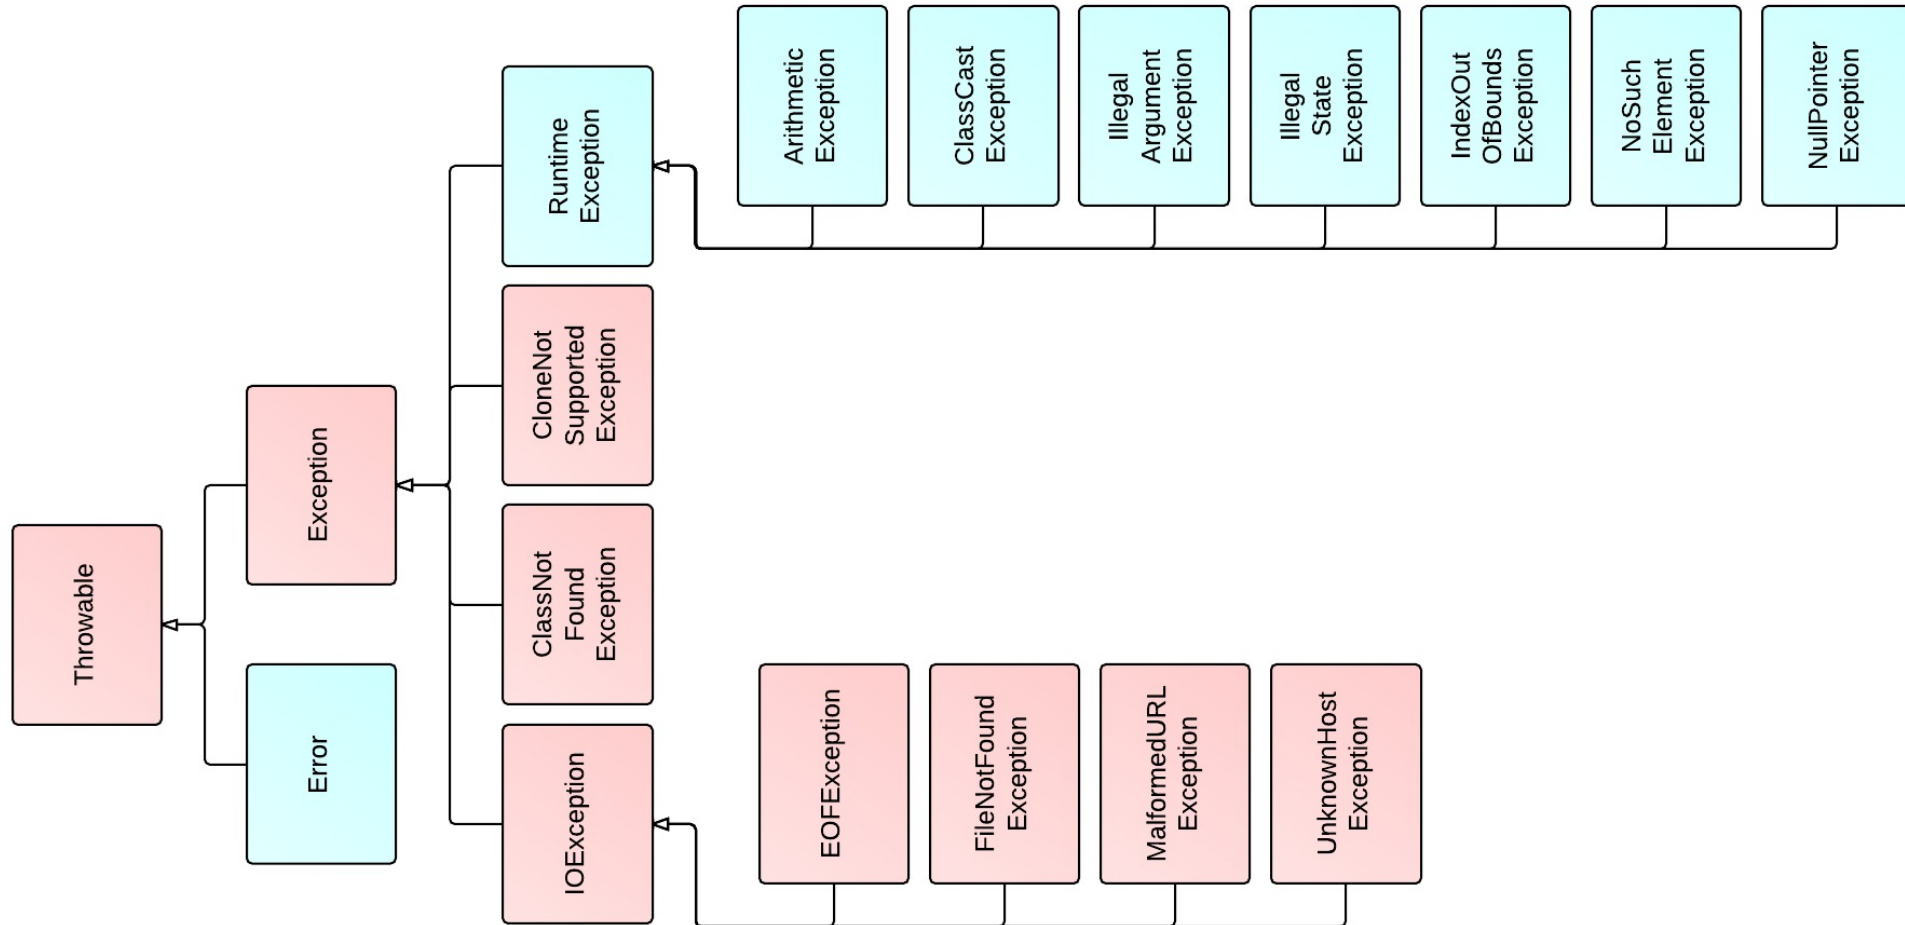 Throwable
Error
Exception
IOException
ClassNot
Found
Exception
CloneNot
Supported
Exception
Runtime
Exception
EOFException
FileNotFound
Exception
MalformedURL
Exception
UnknownHost
Exception
Arithmetic
Exception
ClassCast
Exception
Illegal
Argument
Exception
Illegal
State
Exception
IndexOut
OfBounds
Exception
NoSuch
Element
Exception
NullPointer
Exception